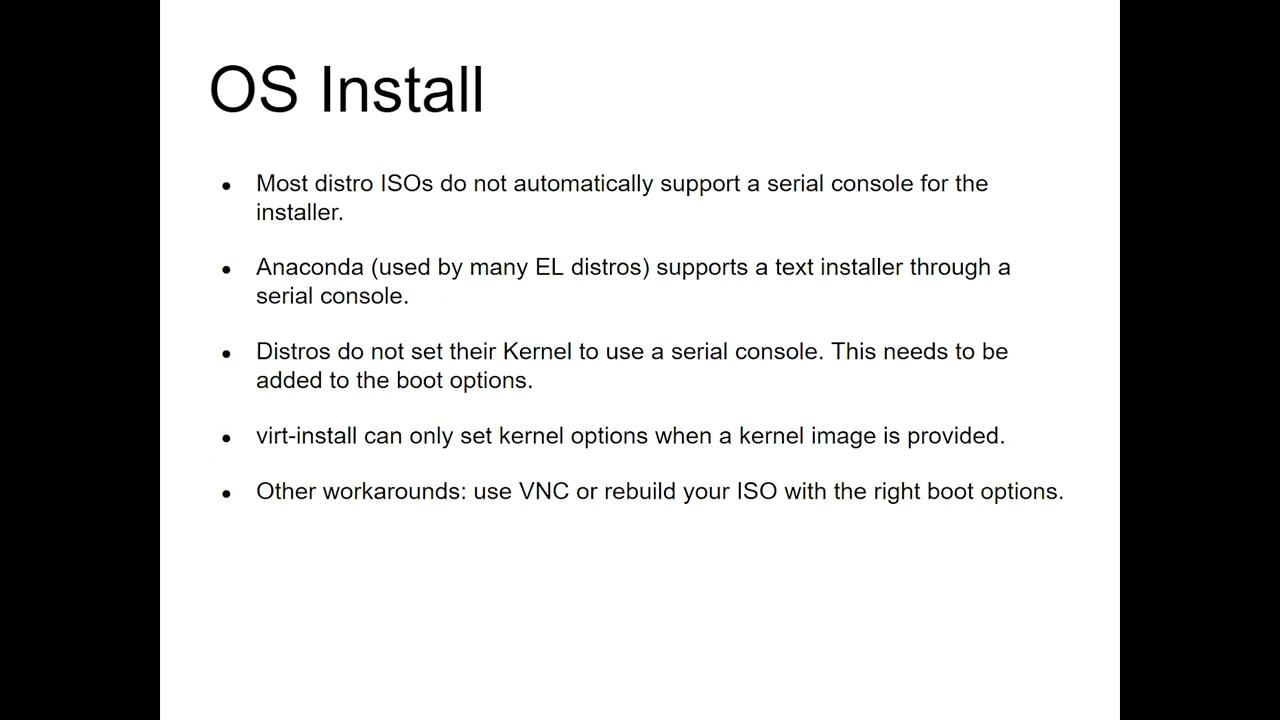 OS Install
• Most distro ISOs do not automatically support a serial console for the
installer.
• Anaconda (used by many EL distros) supports a text installer through a
serial console.
• Distros do not set their Kernel to use a serial console. This needs to be
added to the boot options.
• virt-install can only set kernel options when a kernel image is provided.
• Other workarounds: use VNC or rebuild your ISO with the right boot options.